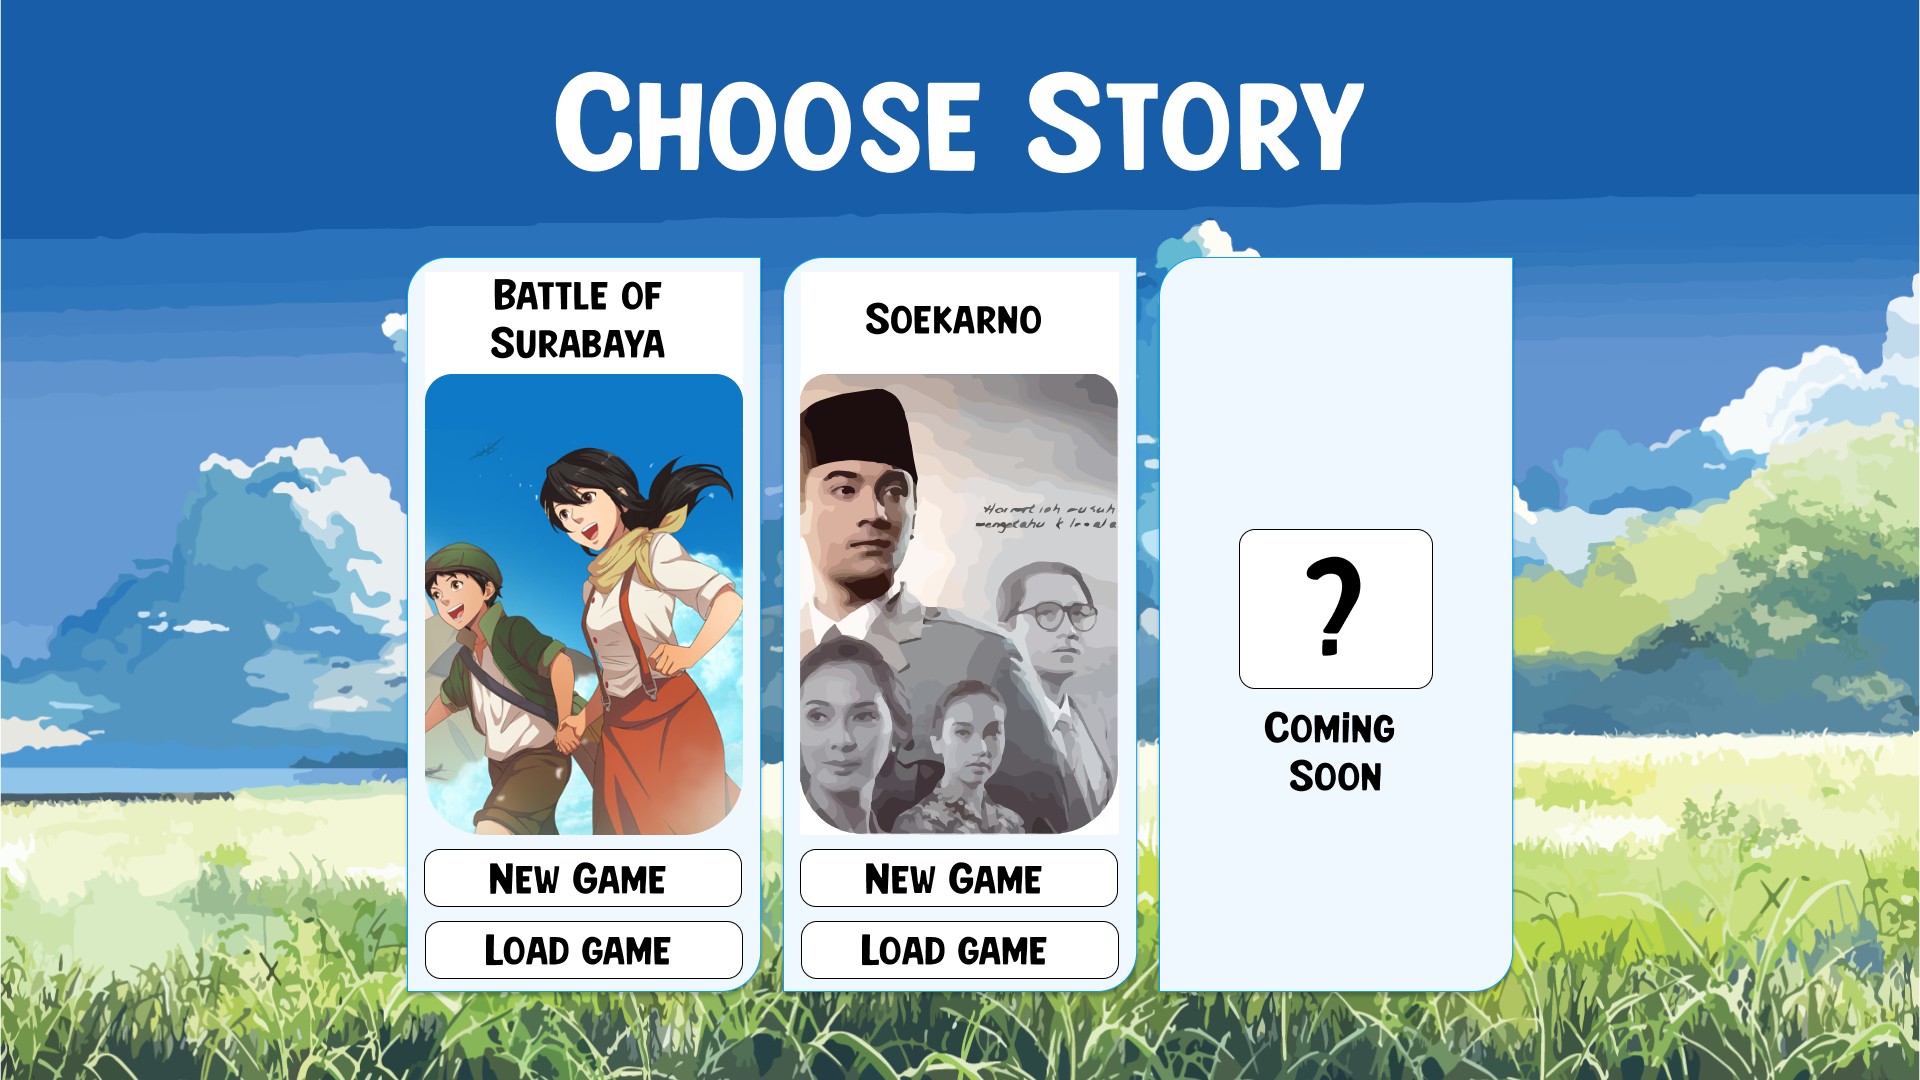 Choose Story
Battle of
Surabaya
Soekarno
?
Coming
Soon
New Game
Load game
New Game
Load game